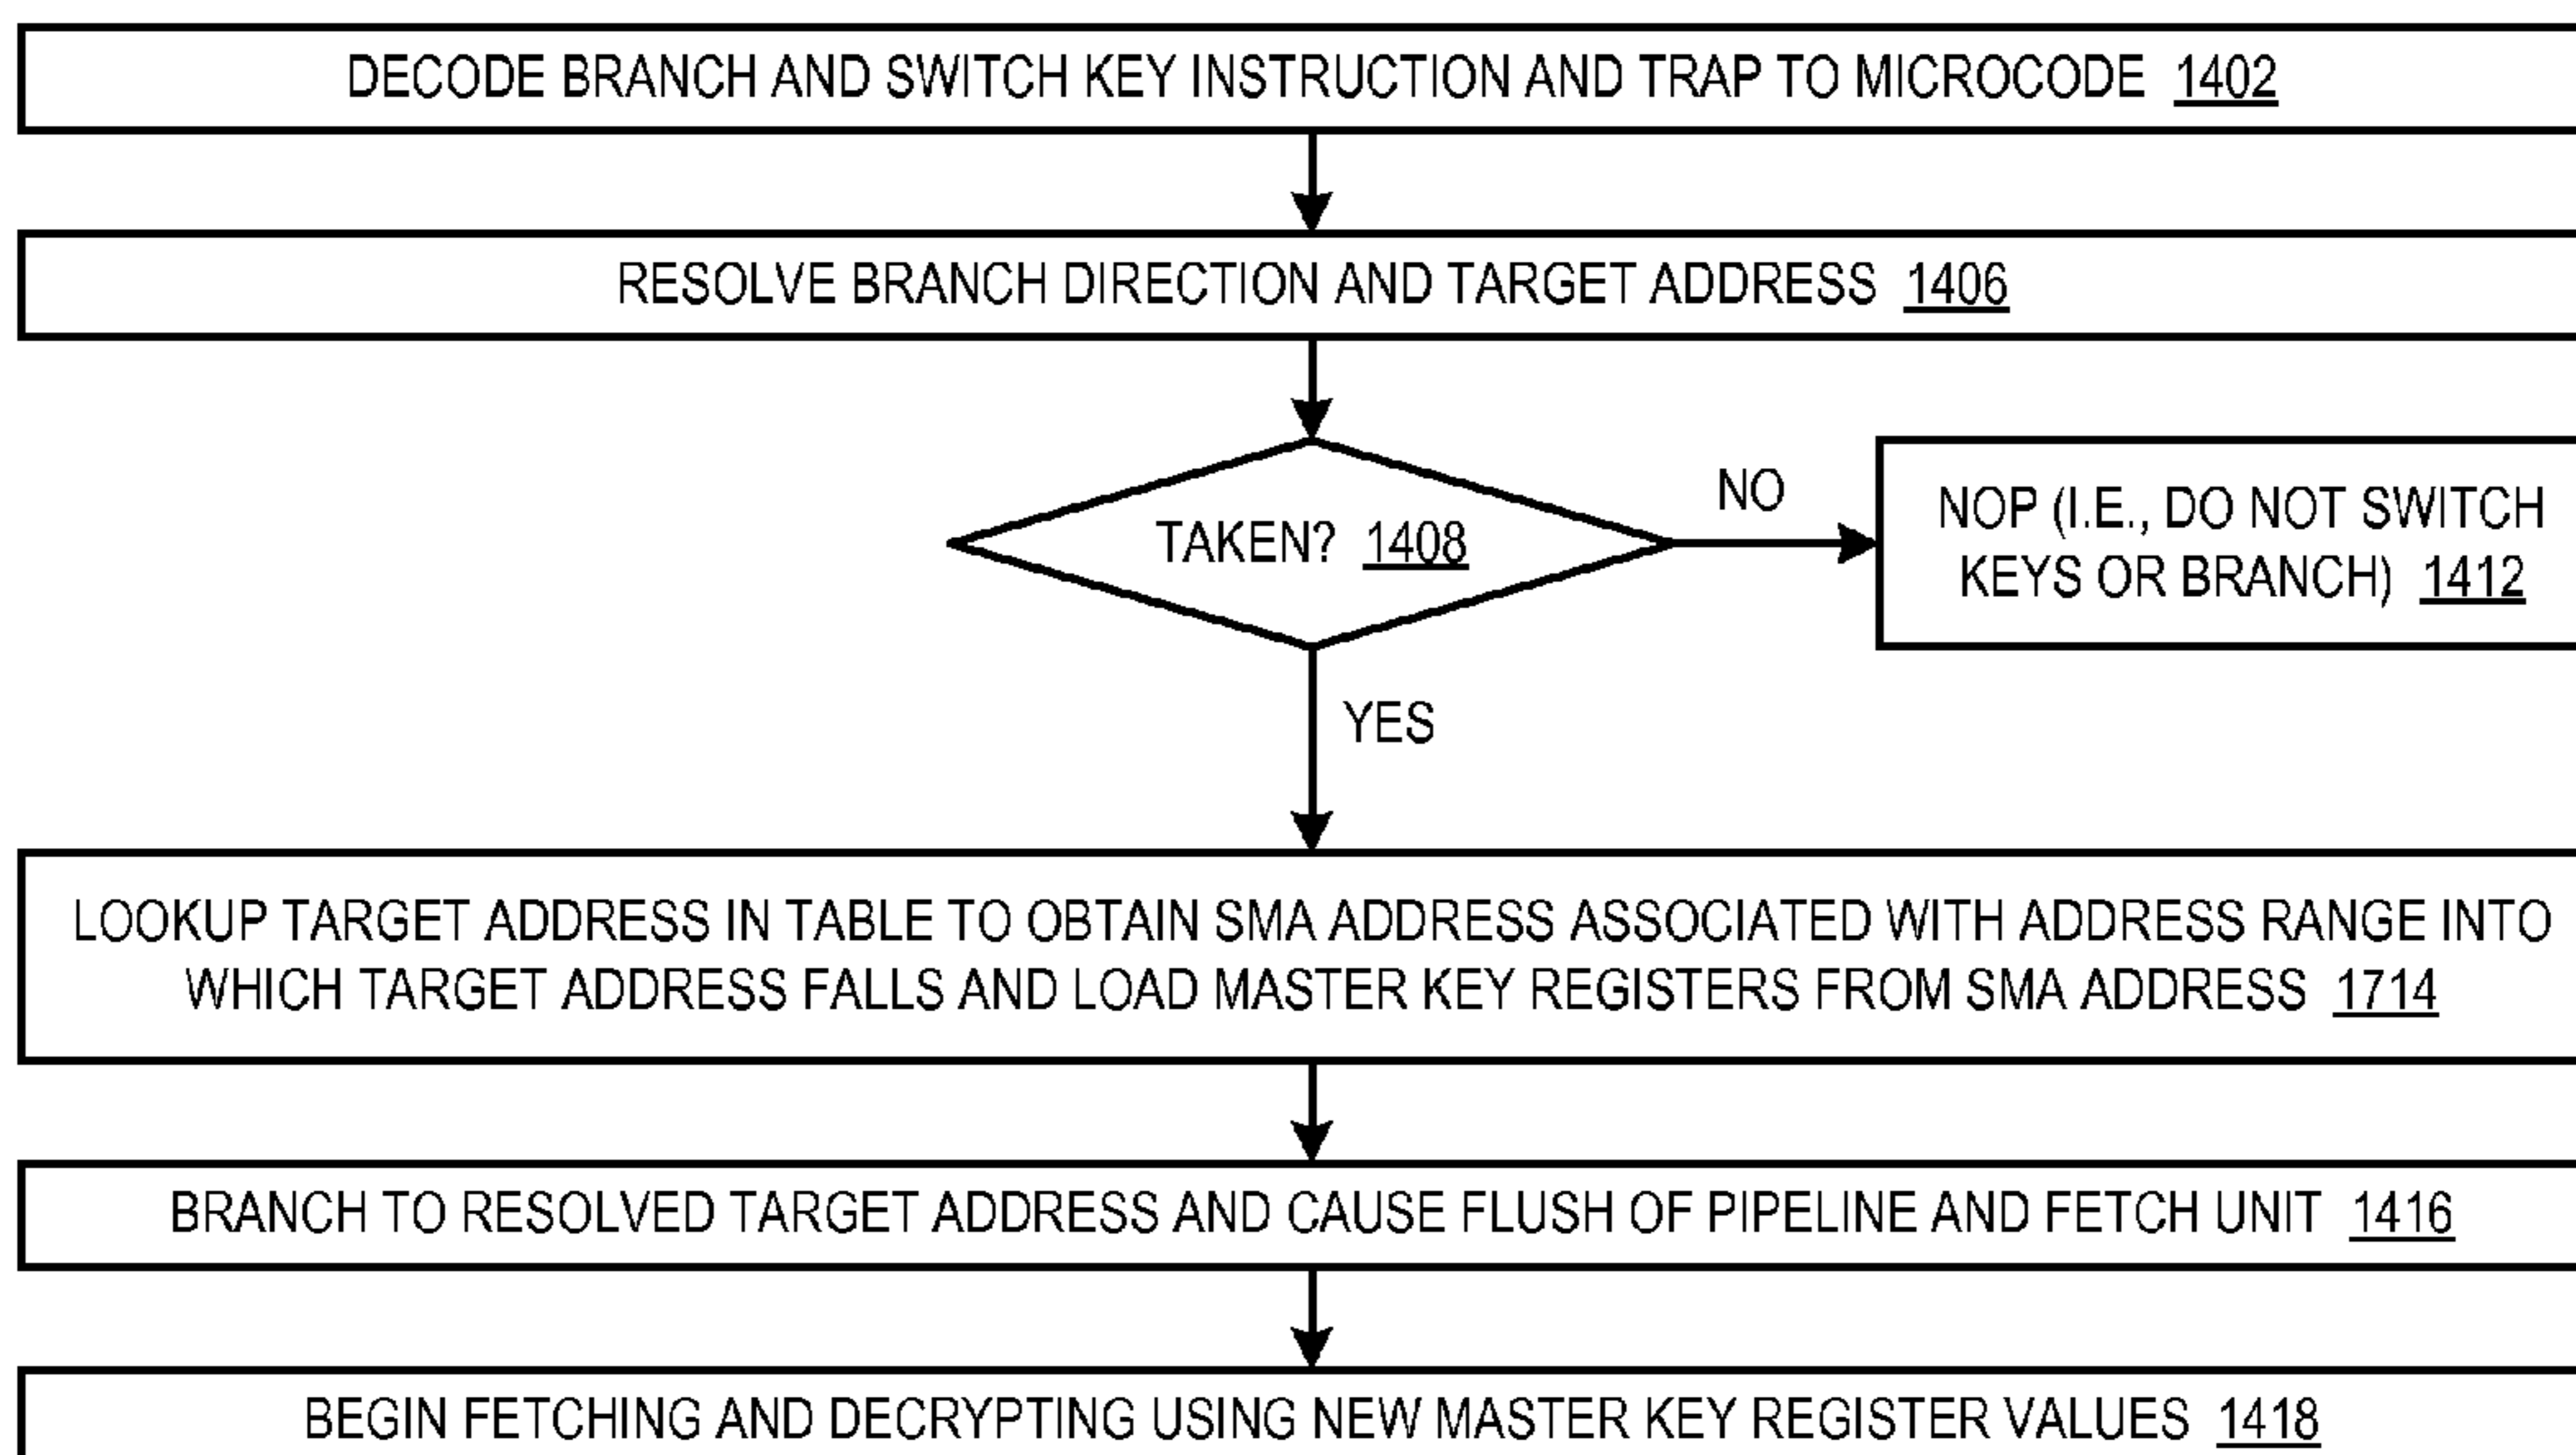 DECODE BRANCH AND SWITCH KEY INSTRUCTION AND TRAP TO MICROCODE 1402
RESOLVE BRANCH DIRECTION AND TARGET ADDRESS 1406
TAKEN? 1408
NO
NOP (I.E., DO NOT SWITCH
KEYS OR BRANCH) 1412
YES
LOOKUP TARGET ADDRESS IN TABLE TO OBTAIN SMA ADDRESS ASSOCIATED WITH ADDRESS RANGE INTO
WHICH TARGET ADDRESS FALLS AND LOAD MASTER KEY REGISTERS FROM SMA ADDRESS 1714
BRANCH TO RESOLVED TARGET ADDRESS AND CAUSE FLUSH OF PIPELINE AND FETCH UNIT 1416
BEGIN FETCHING AND DECRYPTING USING NEW MASTER KEY REGISTER VALUES 1418